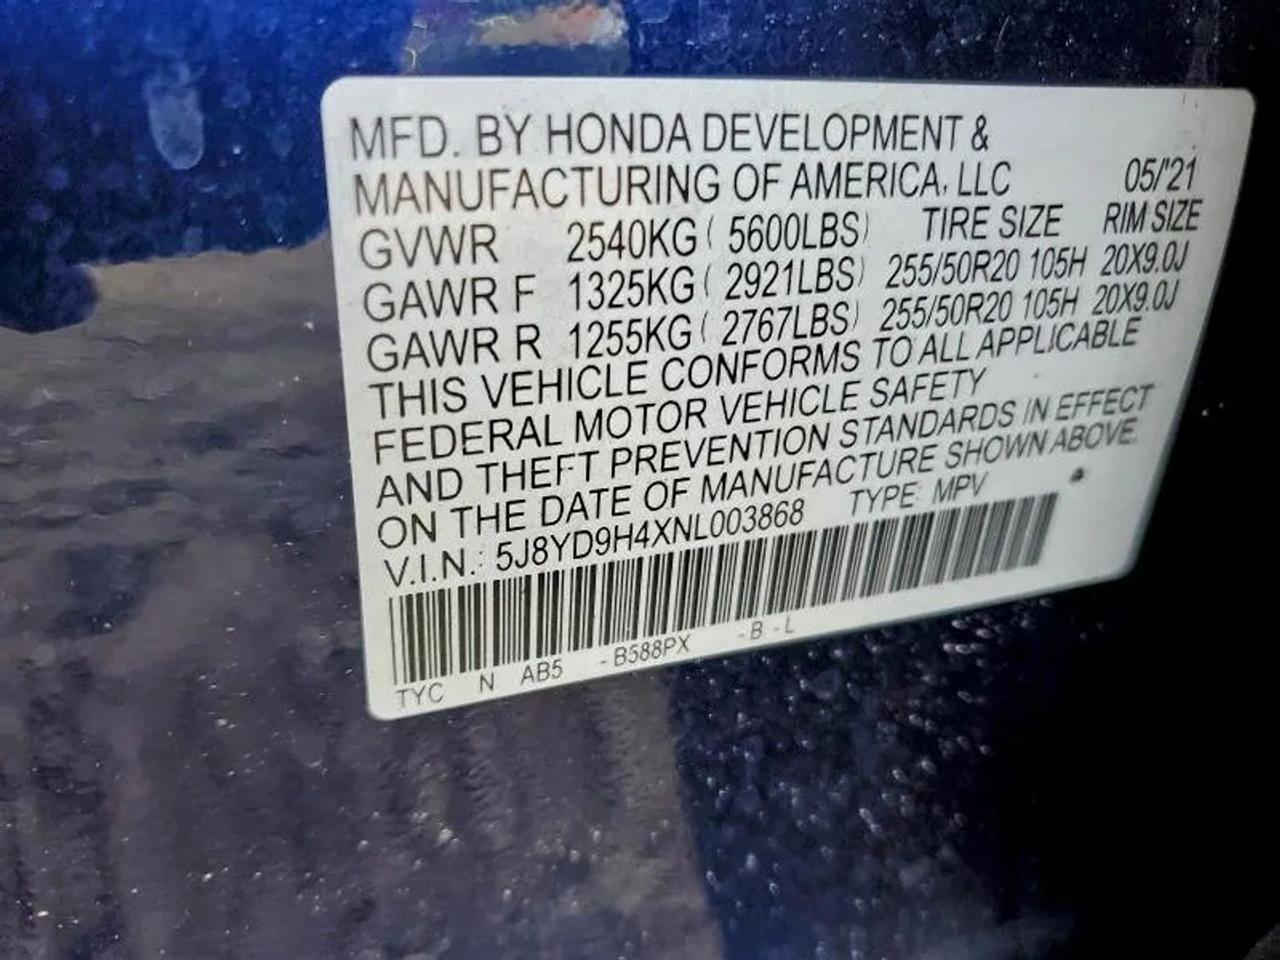 MFD. BY HONDA DEVELOPMENT &
MANUFACTURING OF AMERICA, LLC 05/'21
GVWR 2540KG ( 5600LBS) TIRE SIZE RIM SIZE
GAWR F 1325KG ( 2921LBS) 255/50R20 105H 20X9.0J
GAWR R 1255KG ( 2767LBS) 255/50R20 105H 20X9.0J
THIS VEHICLE CONFORMS TO ALL APPLICABLE
FEDERAL MOTOR VEHICLE SAFETY
AND THEFT PREVENTION STANDARDS IN EFFECT
ON THE DATE OF MANUFACTURE SHOWN ABOVE.
V.I.N.: 5J8YD9H4XNL003868 TYPE: MPV
TYC N AB5 -B588PX -B -L